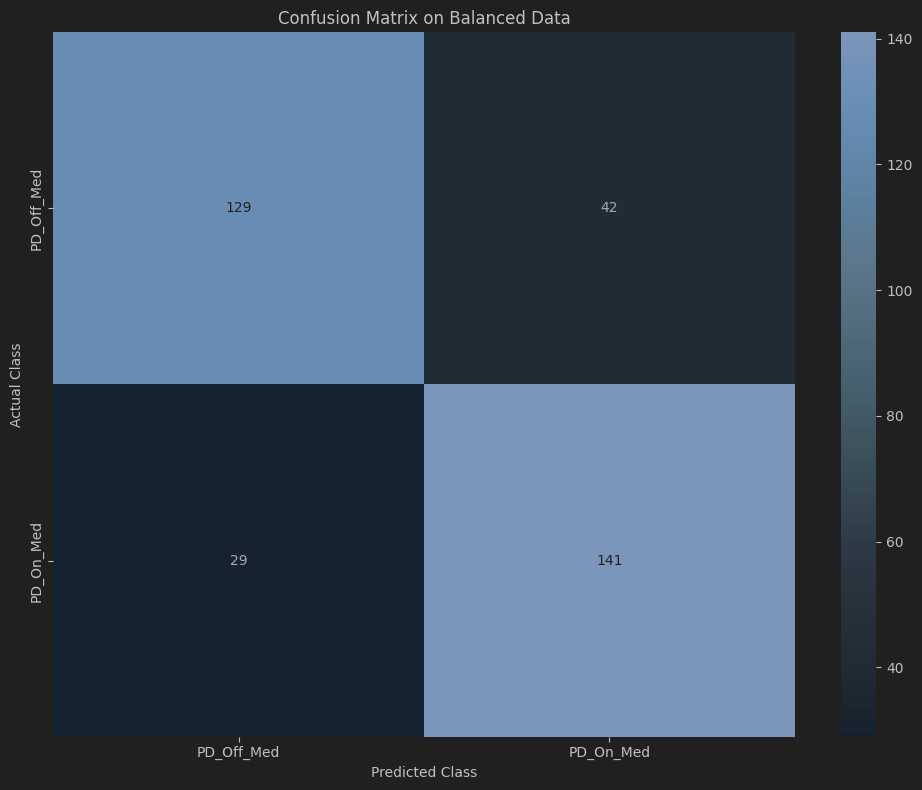 Confusion Matrix on Balanced Data
Actual Class
PD_Off_Med
PD_On_Med
129
42
29
141
PD_Off_Med
PD_On_Med
Predicted Class
140
120
100
80
60
40